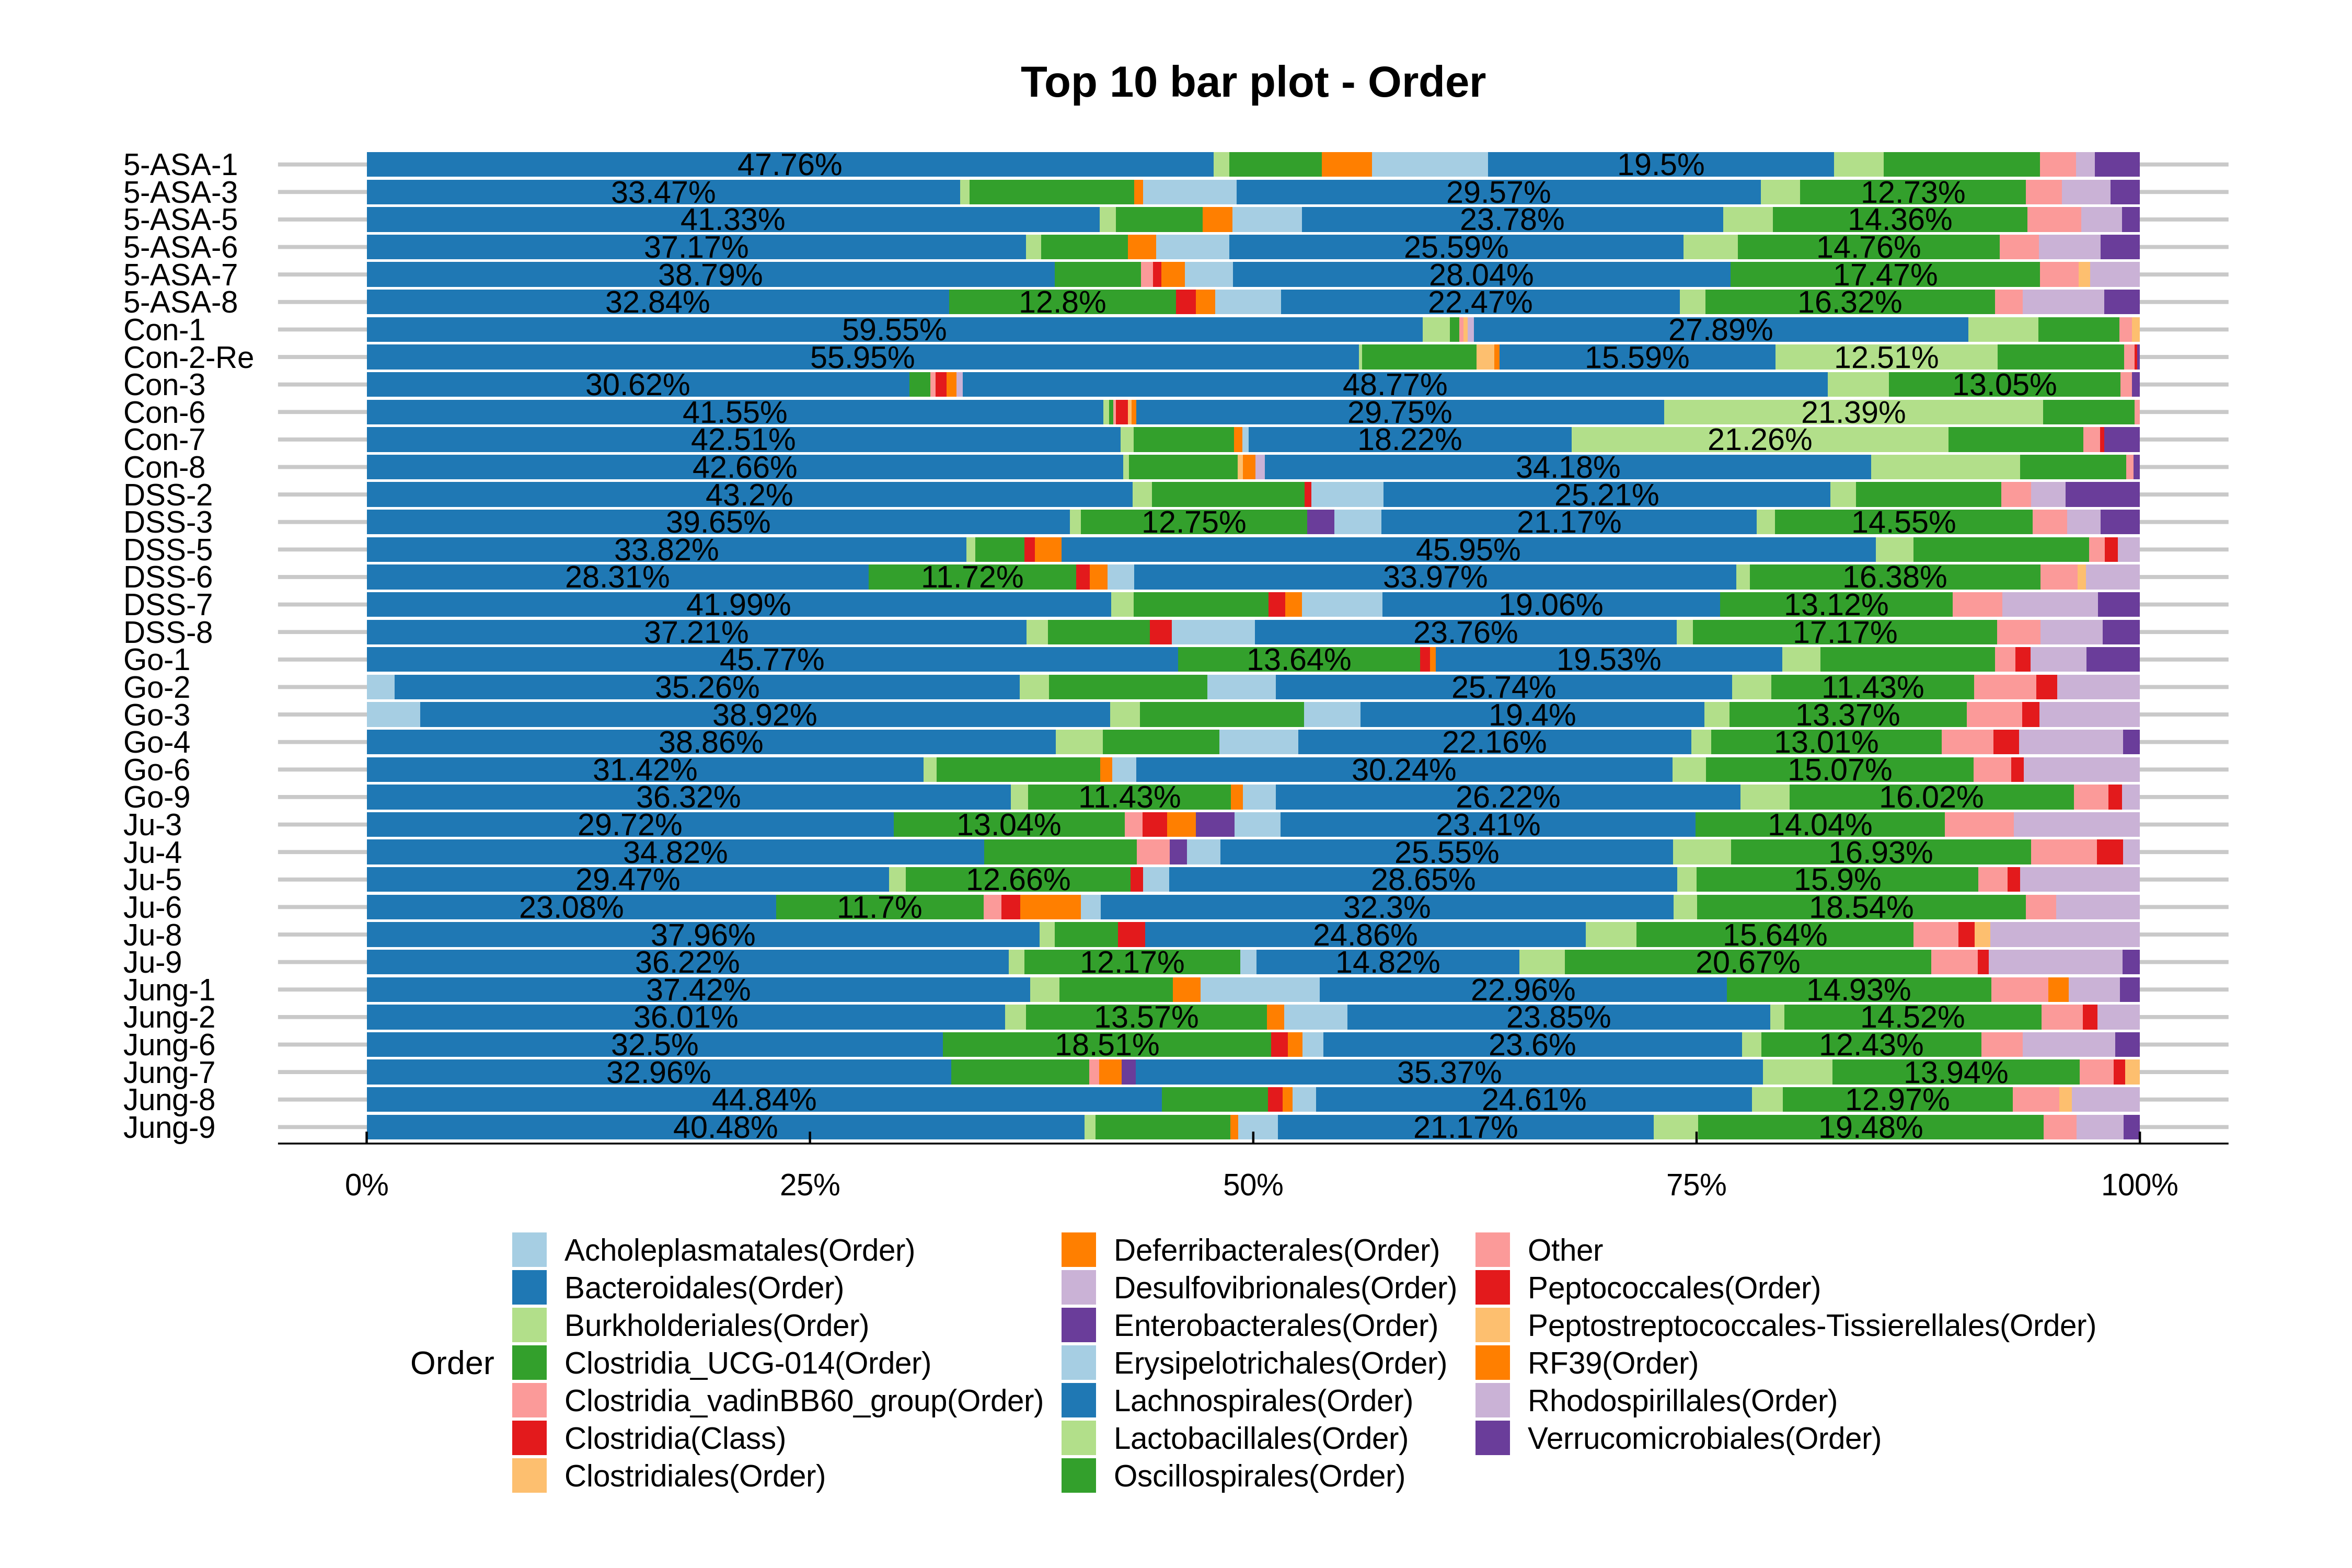 Top 10 bar plot - Order
5-ASA-1 47.76% 19.5%
5-ASA-3 33.47% 29.57% 12.73%
5-ASA-5 41.33% 23.78% 14.36%
5-ASA-6 37.17% 25.59% 14.76%
5-ASA-7 38.79% 28.04% 17.47%
5-ASA-8 32.84% 12.8% 22.47% 16.32%
Con-1 59.55% 27.89%
Con-2-Re 55.95% 15.59% 12.51%
Con-3 30.62% 48.77% 13.05%
Con-6 41.55% 29.75% 21.39%
Con-7 42.51% 18.22% 21.26%
Con-8 42.66% 34.18%
DSS-2 43.2% 25.21%
DSS-3 39.65% 12.75% 21.17% 14.55%
DSS-5 33.82% 45.95%
DSS-6 28.31% 11.72% 33.97% 16.38%
DSS-7 41.99% 19.06% 13.12%
DSS-8 37.21% 23.76% 17.17%
Go-1 45.77% 13.64% 19.53%
Go-2 35.26% 25.74% 11.43%
Go-3 38.92% 19.4% 13.37%
Go-4 38.86% 22.16% 13.01%
Go-6 31.42% 30.24% 15.07%
Go-9 36.32% 11.43% 26.22% 16.02%
Ju-3 29.72% 13.04% 23.41% 14.04%
Ju-4 34.82% 25.55% 16.93%
Ju-5 29.47% 12.66% 28.65% 15.9%
Ju-6 23.08% 11.7% 32.3% 18.54%
Ju-8 37.96% 24.86% 15.64%
Ju-9 36.22% 12.17% 14.82% 20.67%
Jung-1 37.42% 22.96% 14.93%
Jung-2 36.01% 13.57% 23.85% 14.52%
Jung-6 32.5% 18.51% 23.6% 12.43%
Jung-7 32.96% 35.37% 13.94%
Jung-8 44.84% 24.61% 12.97%
Jung-9 40.48% 21.17% 19.48%
0% 25% 50% 75% 100%
Order
Acholeplasmatales(Order)
Bacteroidales(Order)
Burkholderiales(Order)
Clostridia_UCG-014(Order)
Clostridia_vadinBB60_group(Order)
Clostridia(Class)
Clostridiales(Order)
Deferribacterales(Order)
Desulfovibrionales(Order)
Enterobacterales(Order)
Erysipelotrichales(Order)
Lachnospirales(Order)
Lactobacillales(Order)
Oscillospirales(Order)
Other
Peptococcales(Order)
Peptostreptococcales-Tissierellales(Order)
RF39(Order)
Rhodospirillales(Order)
Verrucomicrobiales(Order)